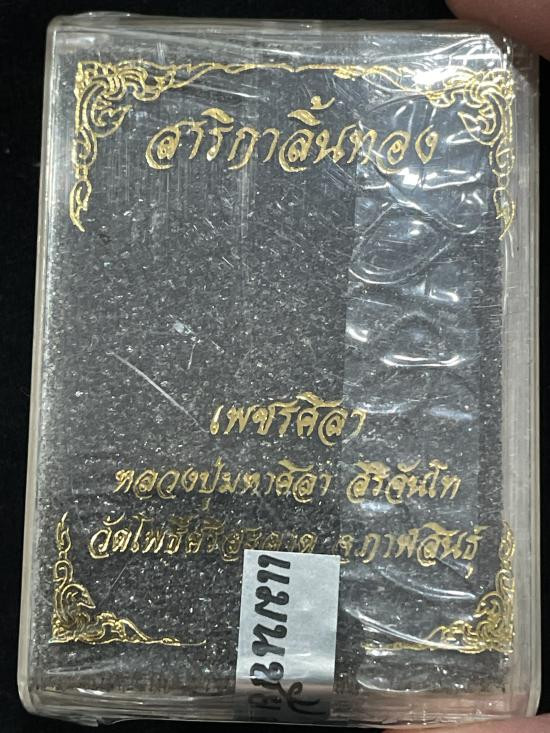 สาริกาลิ้นทอง
เพชรศิลา
หลวงปู่มหาศิลา สิริจันโท
วัดโพธิ์ศรีสะอาด จ.กาฬสินธุ์